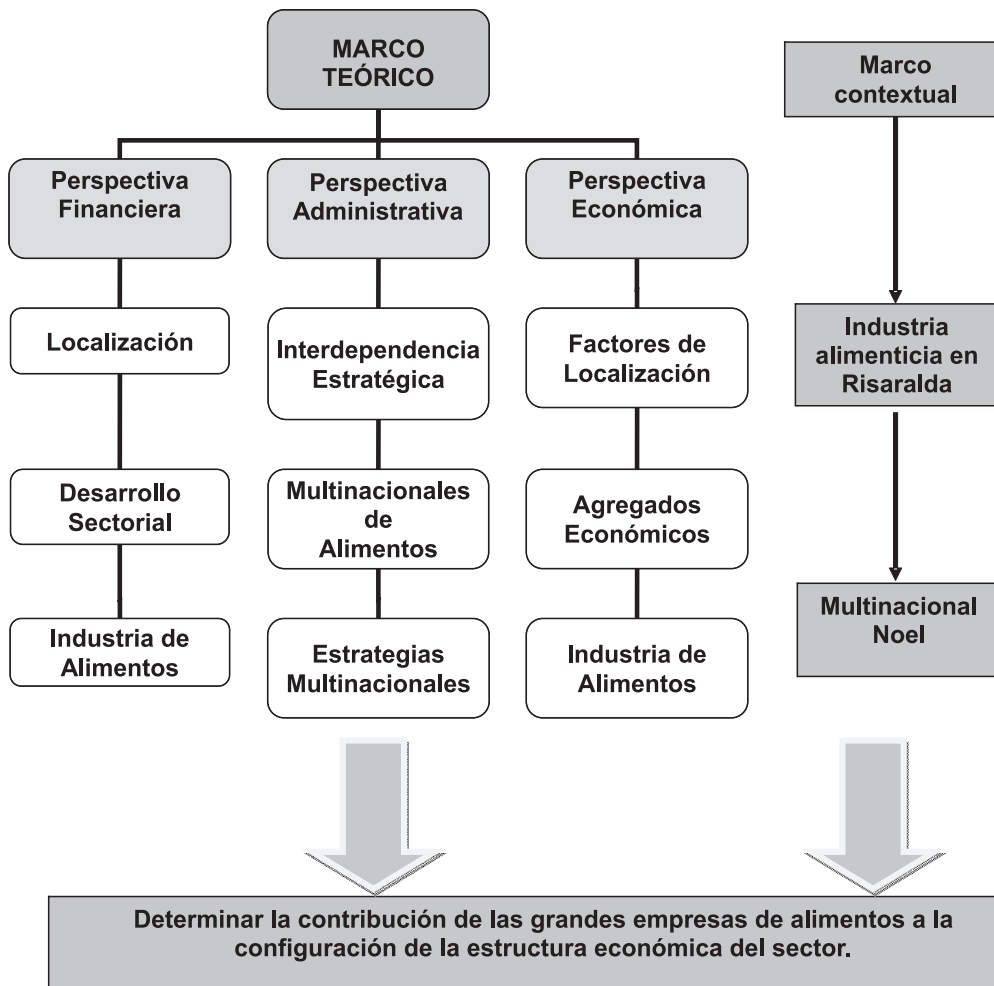 MARCO
TEÓRICO
Perspectiva
Financiera
Localización
Desarrollo
Sectorial
Industria de
Alimentos
Perspectiva
Administrativa
Interdependencia
Estratégica
Multinacionales
de
Alimentos
Estrategias
Multinacionales
Perspectiva
Económica
Factores de
Localización
Agregados
Económicos
Industria de
Alimentos
Marco
contextual
Industria
alimenticia en
Risaralda
Multinacional
Noel
Determinar la contribución de las grandes empresas de alimentos a la
configuración de la estructura económica del sector.